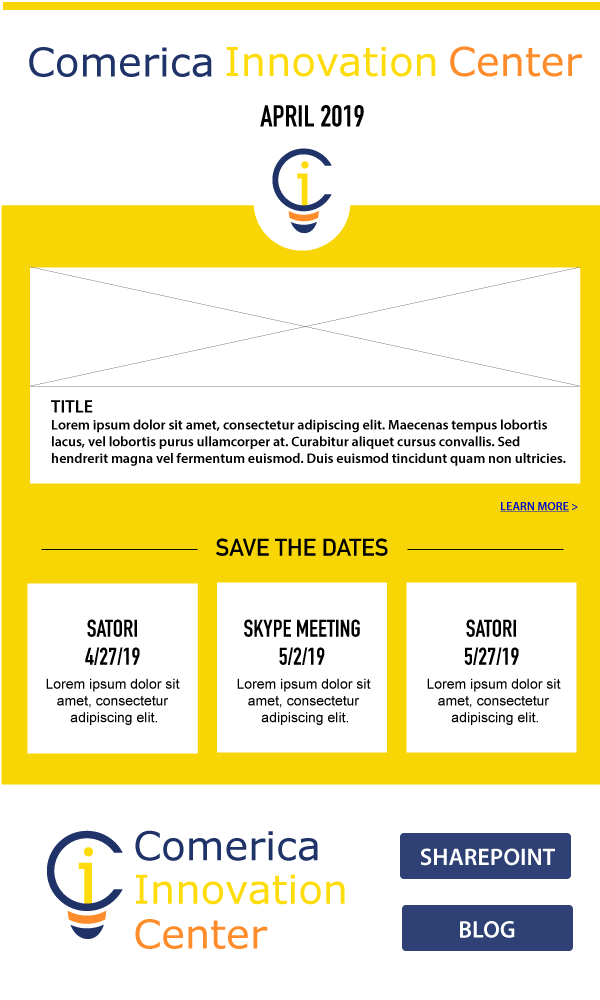 Comerica Innovation Center
APRIL 2019
Ci
TITLE
Lorem ipsum dolor sit amet, consectetur adipiscing elit. Maecenas tempus lobortis
lacus, vel lobortis purus ullamcorper at. Curabitur aliquet cursus convallis. Sed
hendrerit magna vel fermentum euismod. Duis euismod tincidunt quam non ultricies.
LEARN MORE >
SAVE THE DATES
SATORI
4/27/19
Lorem ipsum dolor sit
amet, consectetur
adipiscing elit.
SKYPE MEETING
5/2/19
Lorem ipsum dolor sit
amet, consectetur
adipiscing elit.
SATORI
5/27/19
Lorem ipsum dolor sit
amet, consectetur
adipiscing elit.
Ci
Comerica
Innovation
Center
SHAREPOINT
BLOG